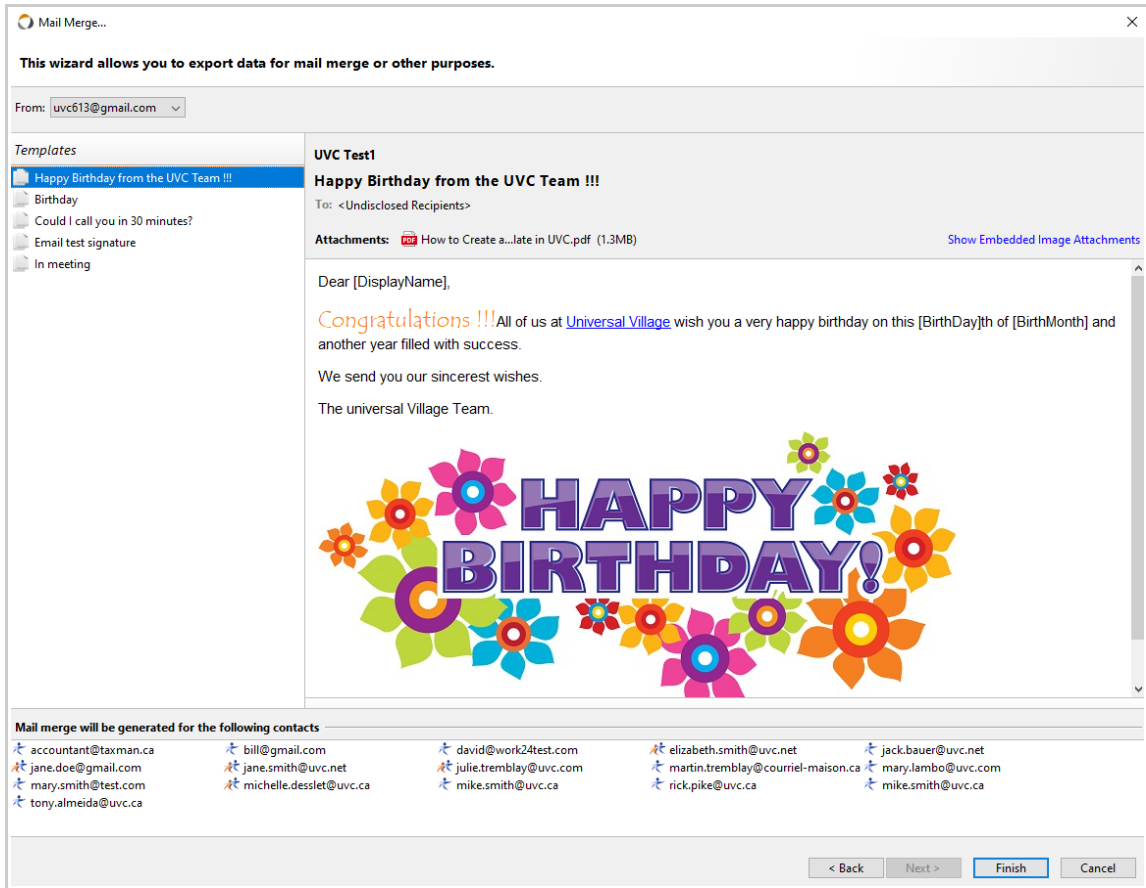 Mail Merge...
This wizard allows you to export data for mail merge or other purposes.
From: uvc613@gmail.com
Templates
Happy Birthday from the UVC Team !!!
Birthday
Could I call you in 30 minutes?
Email test signature
In meeting
UVC Test1
Happy Birthday from the UVC Team !!!
To: <Undisclosed Recipients>
Attachments: PDF How to Create a...late in UVC.pdf (1.3MB) Show Embedded Image Attachments
Dear [DisplayName],
Congratulations !!!All of us at Universal Village wish you a very happy birthday on this [BirthDay]th of [BirthMonth] and
another year filled with success.
We send you our sincerest wishes.
The universal Village Team.
HAPPY
BIRTHDAY!
Mail merge will be generated for the following contacts
accountant@taxman.ca bill@gmail.com david@work24test.com elizabeth.smith@uvc.net jack.bauer@uvc.net
jane.doe@gmail.com jane.smith@uvc.net julie.tremblay@uvc.com martin.tremblay@courriel-maison.ca mary.lambo@uvc.com
mary.smith@test.com michelle.desslet@uvc.ca mike.smith@uvc.ca rick.pike@uvc.ca mike.smith@uvc.ca
tony.almeida@uvc.ca
< Back Next > Finish Cancel